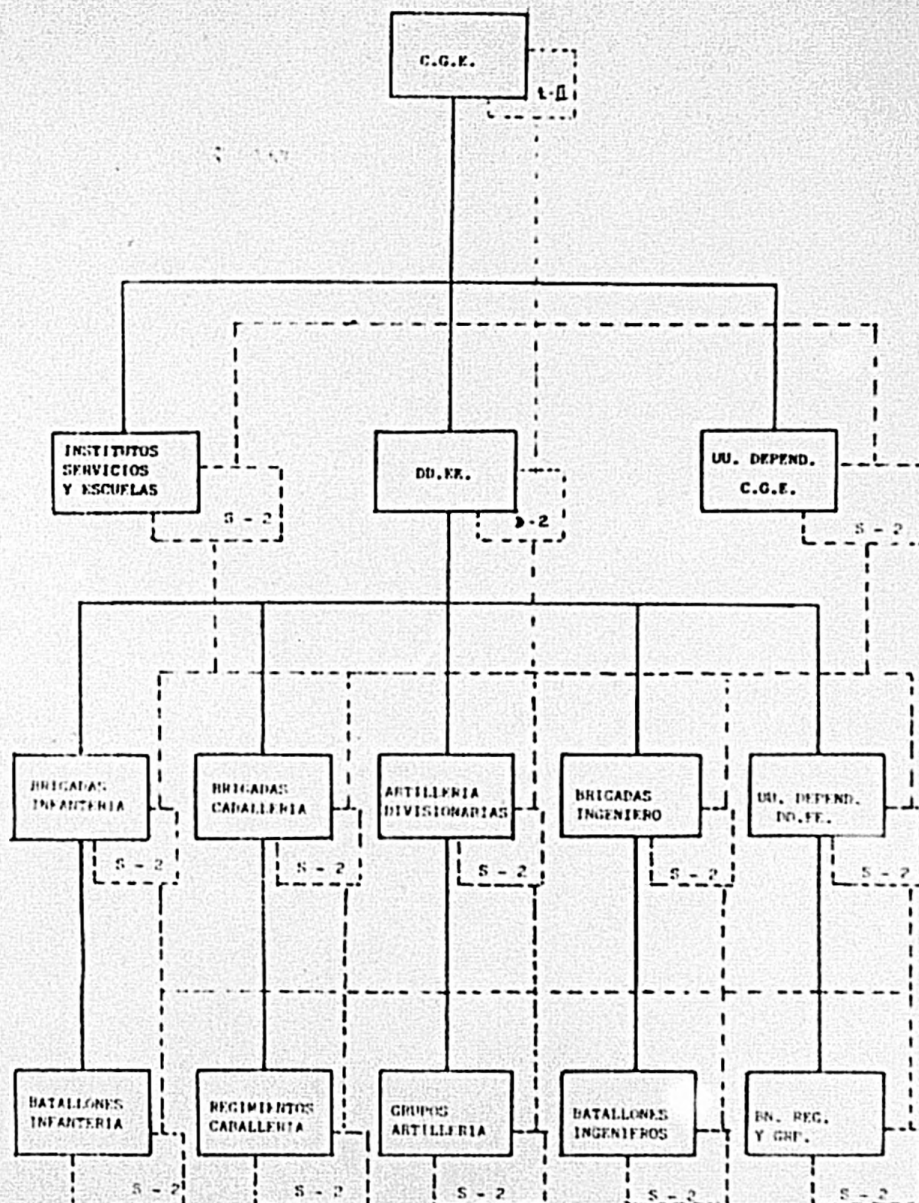 C.G.E.
INSTITUTOS
SERVICIOS
Y ESCUELAS
S - 2
DD.EE.
D-2
UU. DEPEND.
C.G.E.
S - 2
BRIGADAS
INFANTERIA
S - 2
BRIGADAS
CABALLERIA
S - 2
ARTILLERIA
DIVISIONARIAS
S - 2
BRIGADAS
INGENIERO
S - 2
UU. DEPEND.
DD.EE.
S - 2
BATALLONES
INFANTERIA
S - 2
REGIMIENTOS
CABALLERIA
S - 2
GRUPOS
ARTILLERIA
S - 2
BATALLONES
INGENIEROS
S - 2
BN. REG.
Y GRP.
S - 2